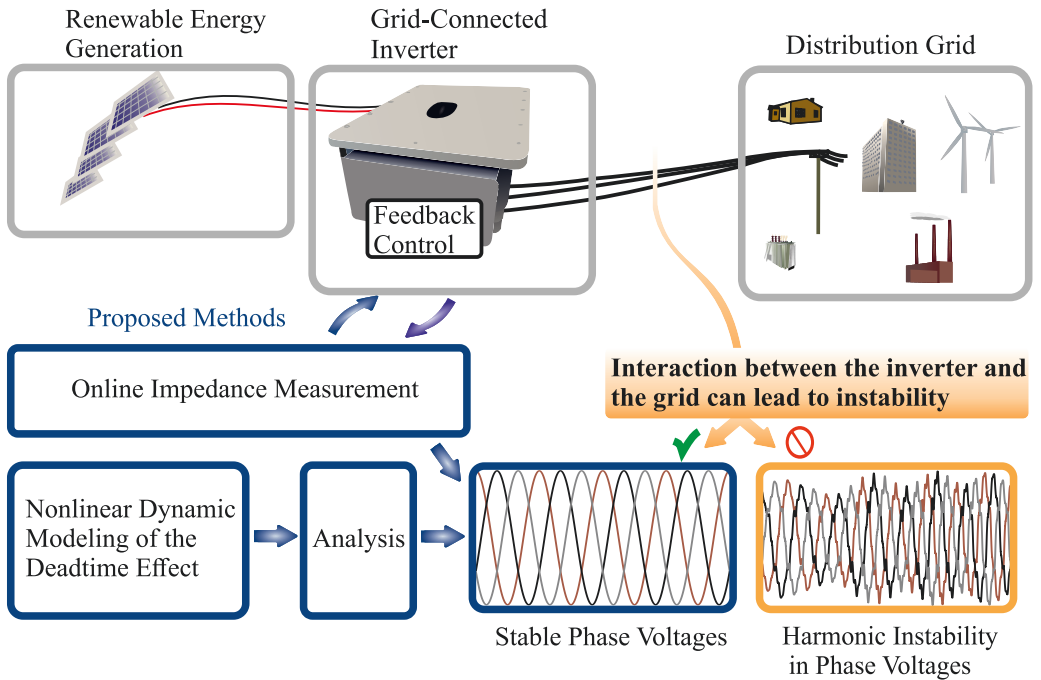 Renewable Energy
Generation
Grid-Connected
Inverter
Distribution Grid
Feedback
Control
Proposed Methods
Online Impedance Measurement
Interaction between the inverter and
the grid can lead to instability
Nonlinear Dynamic
Modeling of the
Deadtime Effect
Analysis
Stable Phase Voltages
Harmonic Instability
in Phase Voltages